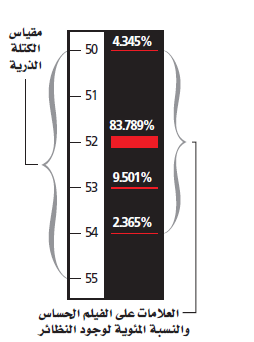 مقياس
الكتلة
الذرية
50
4.345%
51
52
83.789%
53
9.501%
54
2.365%
55
العلامات على الفيلم الحساس
والنسبة المئوية لوجود النظائر